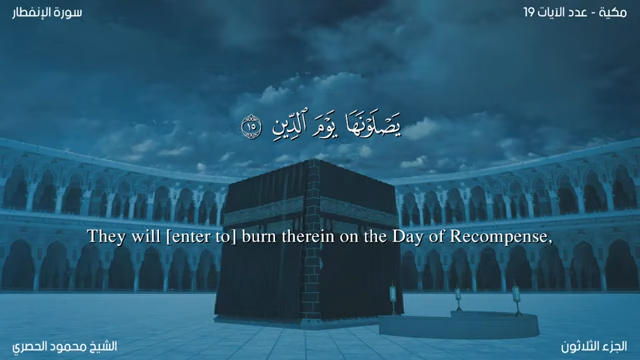 مكية - عدد الآيات 19
سورة الإنفطار
يَصْلَوْنَهَا يَوْمَ ٱلدِّينِ ١٥
They will [enter to] burn therein on the Day of Recompense,
الجزء الثلاثون
الشيخ محمود الحصري